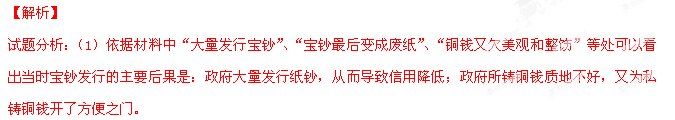 【解析】
试题分析：（1）依据材料中“大量发行宝钞”、“宝钞最后变成废纸”、“铜钱又欠美观和整饬”等处可以看
出当时宝钞发行的主要后果是：政府大量发行纸钞，从而导致信用降低；政府所铸铜钱质地不好，又为私
铸铜钱开了方便之门。